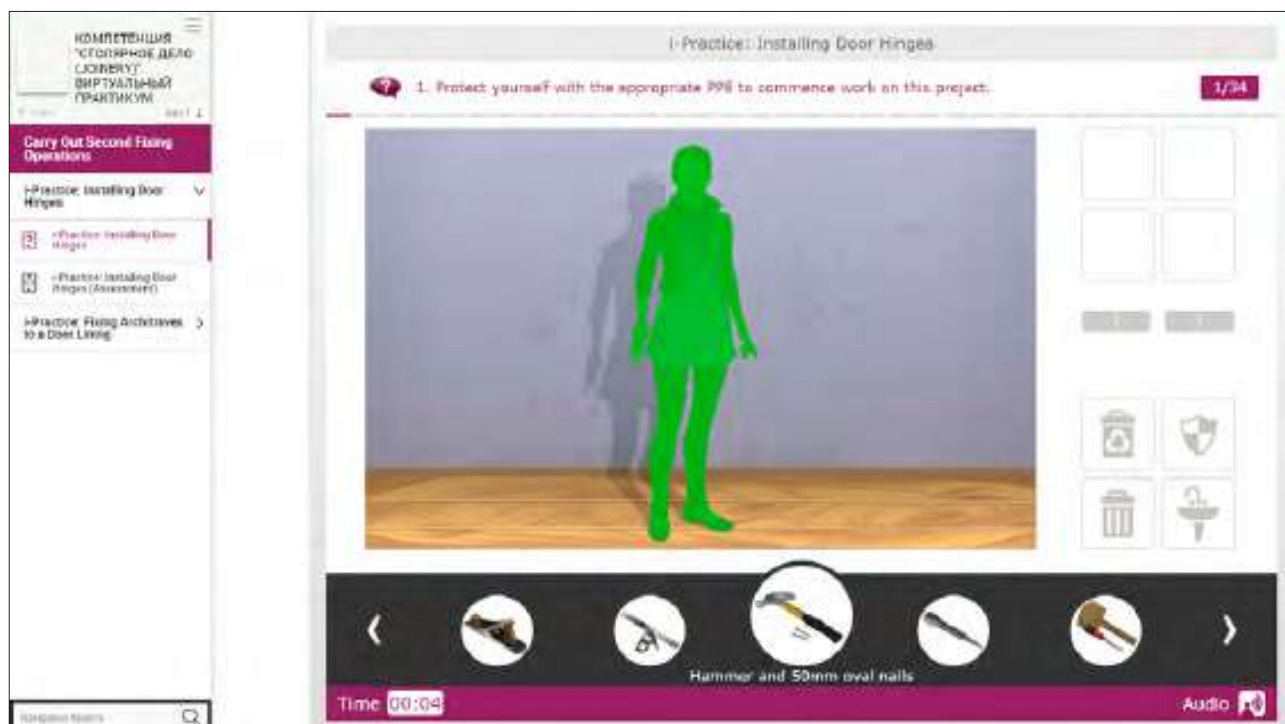 КОМПЕТЕНЦИЯ
"СТОЛЯРНОЕ ДЕЛО
(JOINERY)".
ВИРТУАЛЬНЫЙ
ПРАКТИКУМ
Carry Out Second Fixing
Operations
i-Practice: Installing Door
Hinges
i-Practice: Installing Door
Hinges
i-Practice: Installing Door
Hinges (Assessment)
i-Practice: Fixing Architraves
to a Door Lining
i-Practice: Installing Door Hinges
1. Protect yourself with the appropriate PPE to commence work on this project.
1/34
Hammer and 50mm oval nails
Time 00:04
Audio